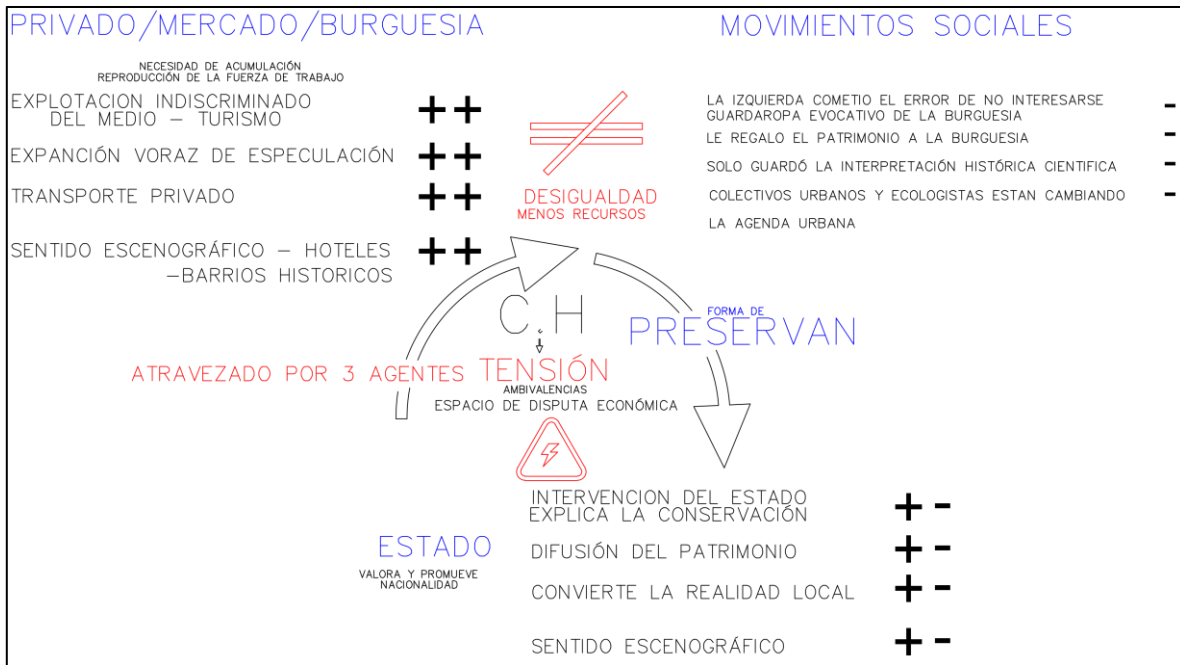 PRIVADO/MERCADO/BURGUESIA
NECESIDAD DE ACUMULACIÓN
REPRODUCCIÓN DE LA FUERZA DE TRABAJO
EXPLOTACION INDISCRIMINADO
DEL MEDIO – TURISMO
++
EXPANCIÓN VORAZ DE ESPECULACIÓN
++
TRANSPORTE PRIVADO
++
SENTIDO ESCENOGRÁFICO – HOTELES
++
–BARRIOS HISTORICOS
DESIGUALDAD
MENOS RECURSOS
MOVIMIENTOS SOCIALES
LA IZQUIERDA COMETIO EL ERROR DE NO INTERESARSE
-
GUARDAROPA EVOCATIVO DE LA BURGUESIA
LE REGALO EL PATRIMONIO A LA BURGUESIA
-
SOLO GUARDÓ LA INTERPRETACIÓN HISTÓRICA CIENTIFICA
-
COLECTIVOS URBANOS Y ECOLOGISTAS ESTAN CAMBIANDO
-
LA AGENDA URBANA
C.H
FORMA DE
PRESERVAN
ATRAVEZADO POR 3 AGENTES
TENSIÓN
AMBIVALENCIAS
ESPACIO DE DISPUTA ECONÓMICA
ESTADO
VALORA Y PROMUEVE
NACIONALIDAD
INTERVENCION DEL ESTADO
EXPLICA LA CONSERVACIÓN
+-
DIFUSIÓN DEL PATRIMONIO
+-
CONVIERTE LA REALIDAD LOCAL
+-
SENTIDO ESCENOGRÁFICO
+-